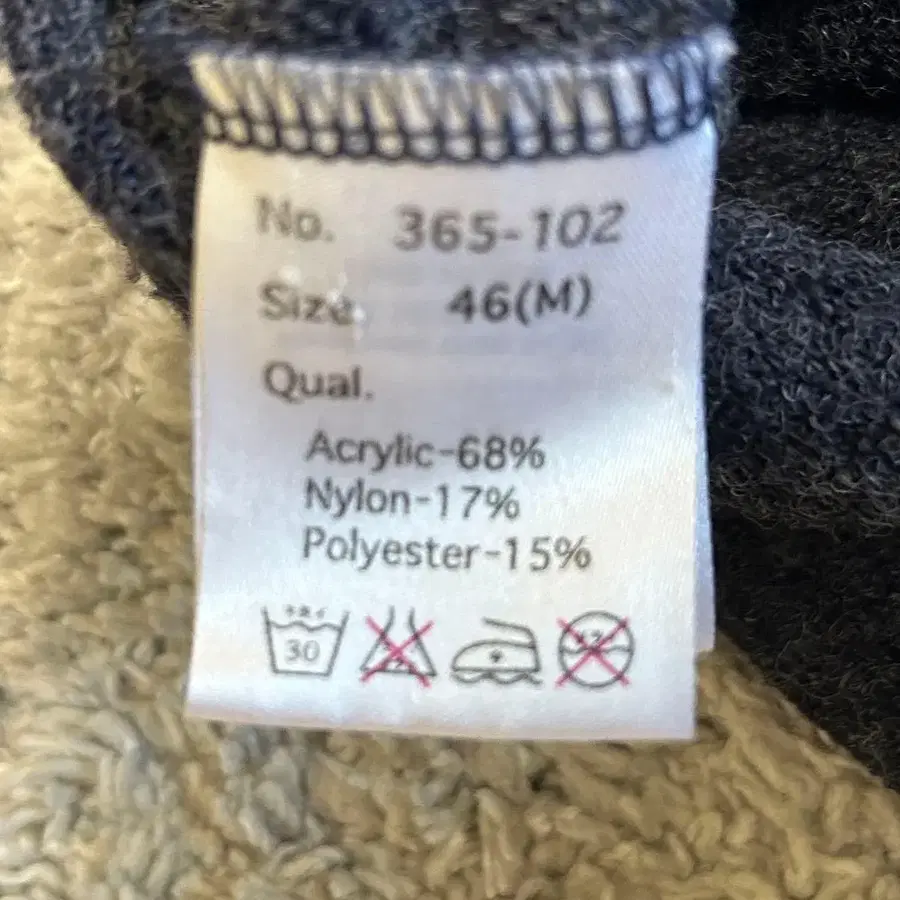 No. 365-102
Size. 46(M)
Qual.
Acrylic-68%
Nylon-17%
Polyester-15%
30